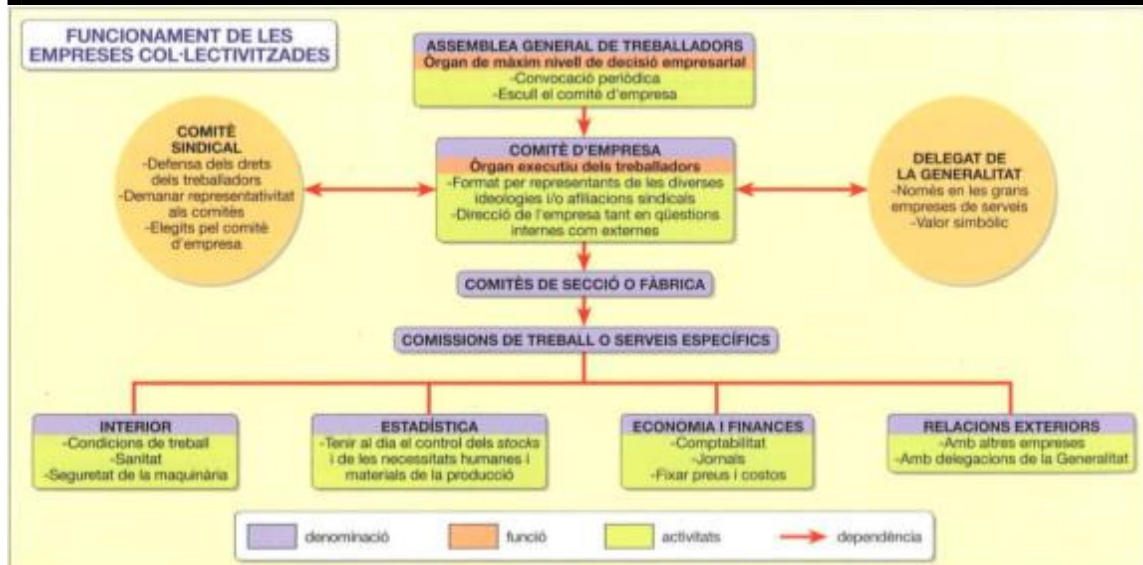 FUNCIONAMENT DE LES
EMPRESES COL·LECTIVITZADES
ASSEMBLEA GENERAL DE TREBALLADORS
Òrgan de màxim nivell de decisió empresarial
-Convocació periòdica
-Escull el comitè d'empresa
COMITÈ
SINDICAL
-Defensa dels drets
dels treballadors
-Demanar representativitat
als comitès
-Elegits pel comitè
d'empresa
COMITÈ D'EMPRESA
Òrgan executiu dels treballadors
-Format per representants de les diverses
ideologies i/o afiliacions sindicals
-Direcció de l'empresa tant en qüestions
internes com externes
DELEGAT DE
LA GENERALITAT
-Només en les grans
empreses de serveis
-Valor simbòlic
COMITÈS DE SECCIÓ O FÀBRICA
COMISSIONS DE TREBALL O SERVEIS ESPECÍFICS
INTERIOR
-Condicions de treball
-Sanitat
-Seguretat de la maquinària
ESTADÍSTICA
-Tenir al dia el control dels stocks
i de les necessitats humanes i
materials de la producció
ECONOMIA I FINANCES
-Comptabilitat
-Jornals
-Fixar preus i costos
RELACIONS EXTERIORS
-Amb altres empreses
-Amb delegacions de la Generalitat
denominació
funció
activitats
dependència